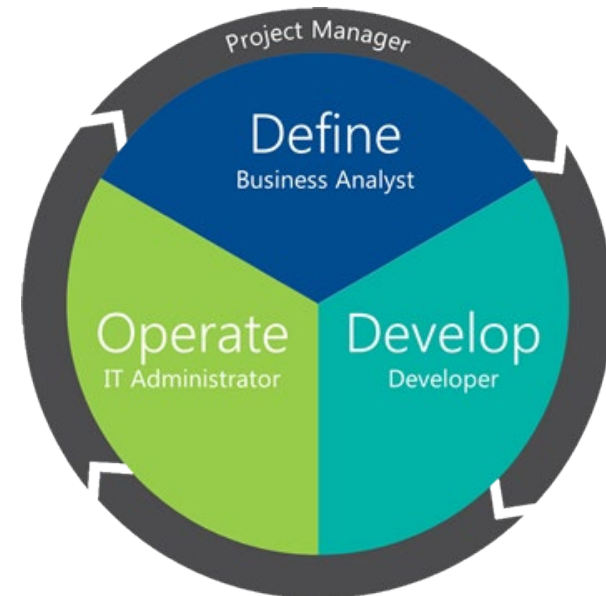 Project Manager
Define
Business Analyst
Operate
IT Administrator
Develop
Developer